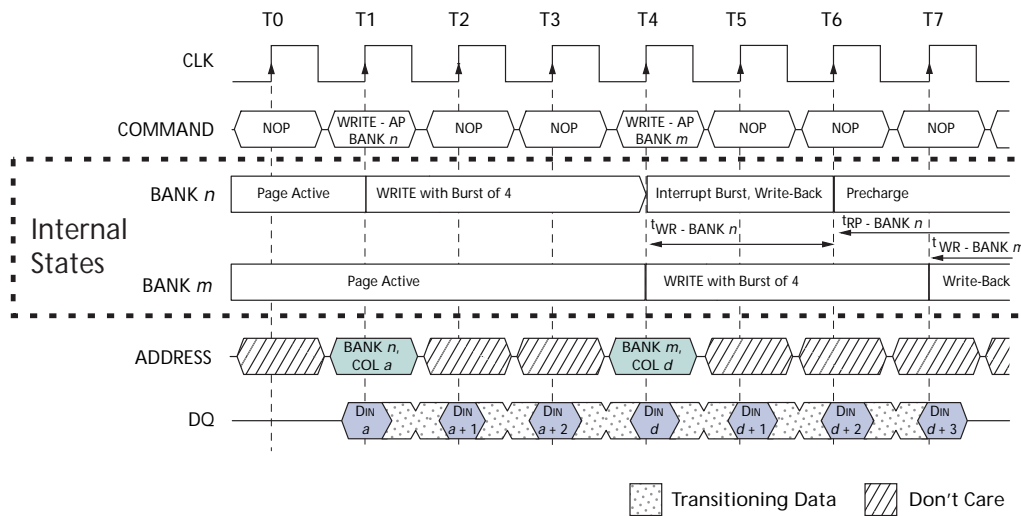 T0 T1 T2 T3 T4 T5 T6 T7
CLK
COMMAND NOP WRITE - AP BANK n NOP NOP WRITE - AP BANK m NOP NOP NOP
BANK n Page Active WRITE with Burst of 4 Interrupt Burst, Write-Back Precharge
Internal States
tWR - BANK n tRP - BANK n
tWR - BANK m
BANK m Page Active WRITE with Burst of 4 Write-Back
ADDRESS BANK n, COL a BANK m, COL d
DQ DIN a DIN a + 1 DIN a + 2 DIN d DIN d + 1 DIN d + 2 DIN d + 3
Transitioning Data Don't Care